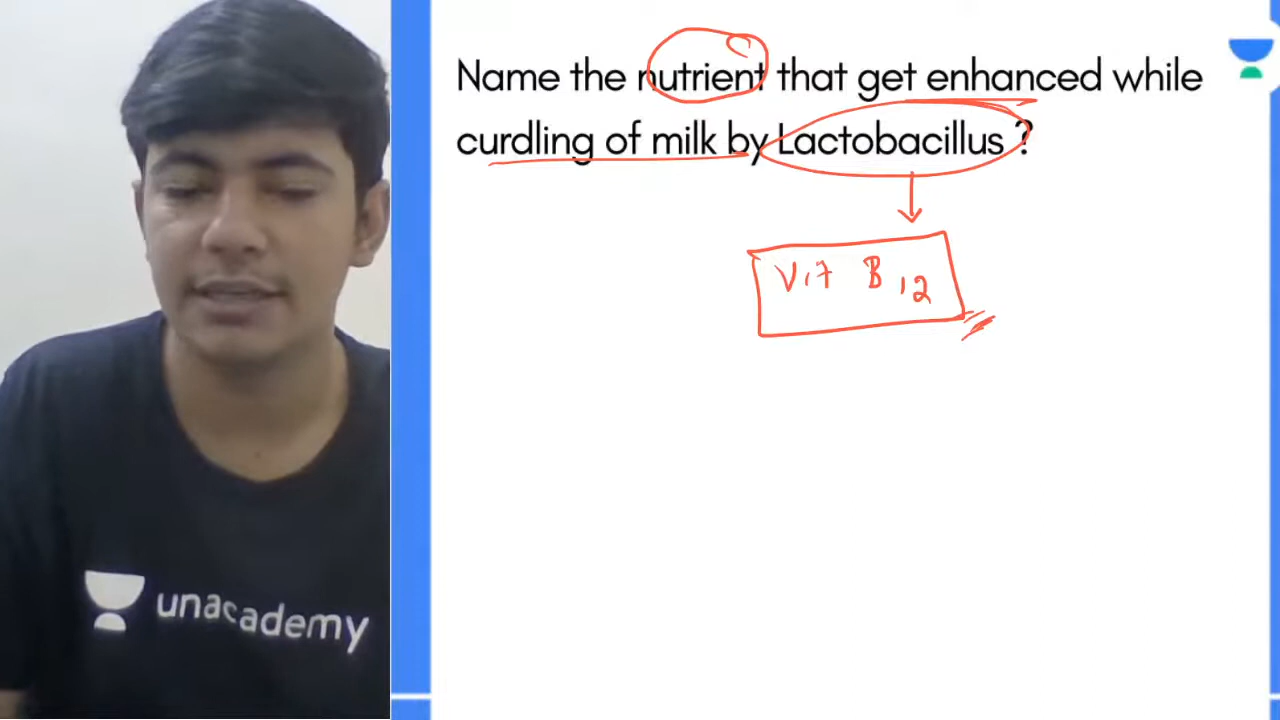 Name the nutrient that get enhanced while
curdling of milk by Lactobacillus ?
Vit B12
unacademy